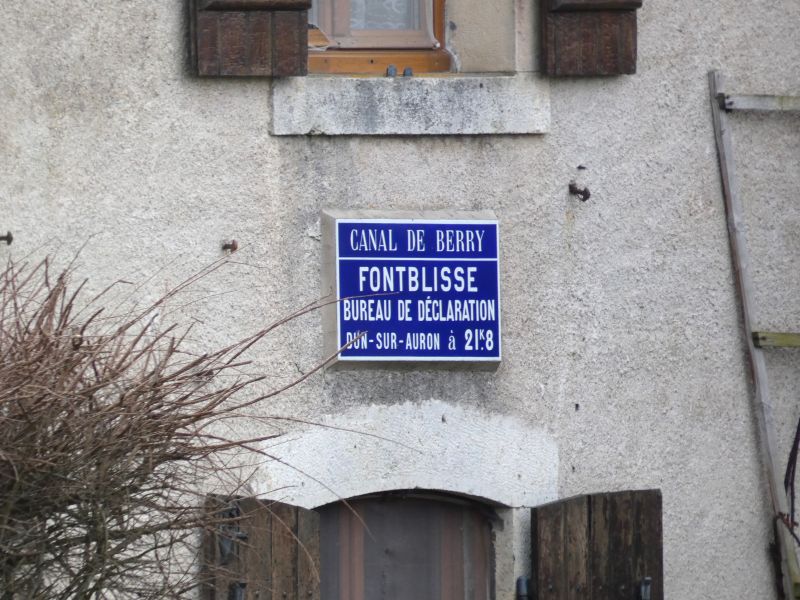 CANAL DE BERRY
FONTBLISSE
BUREAU DE DÉCLARATION
DUN-SUR-AURON à 21K.8